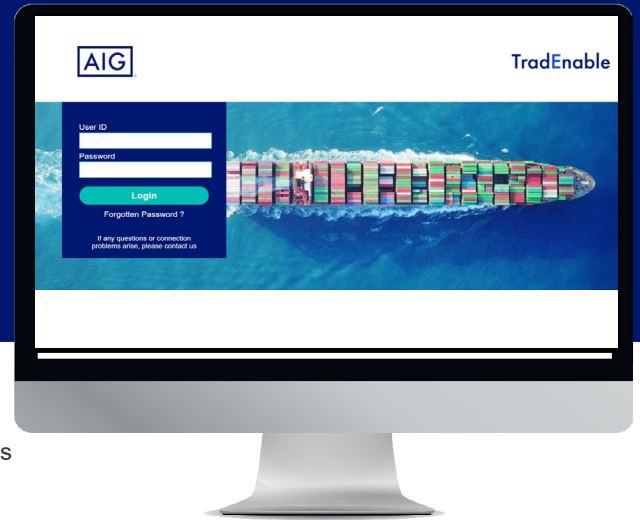 AIG
TradEnable
User ID
Password
Login
Forgotten Password ?
If any questions or connection
problems arise, please contact us
s